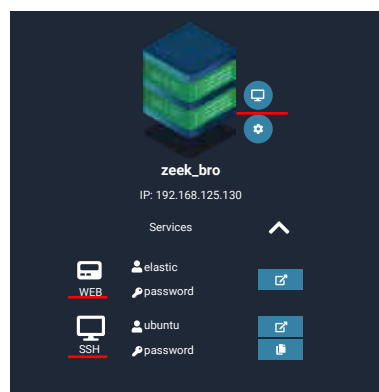 zeek_bro
IP: 192.168.125.130
Services
elastic
WEB
password
ubuntu
SSH
password